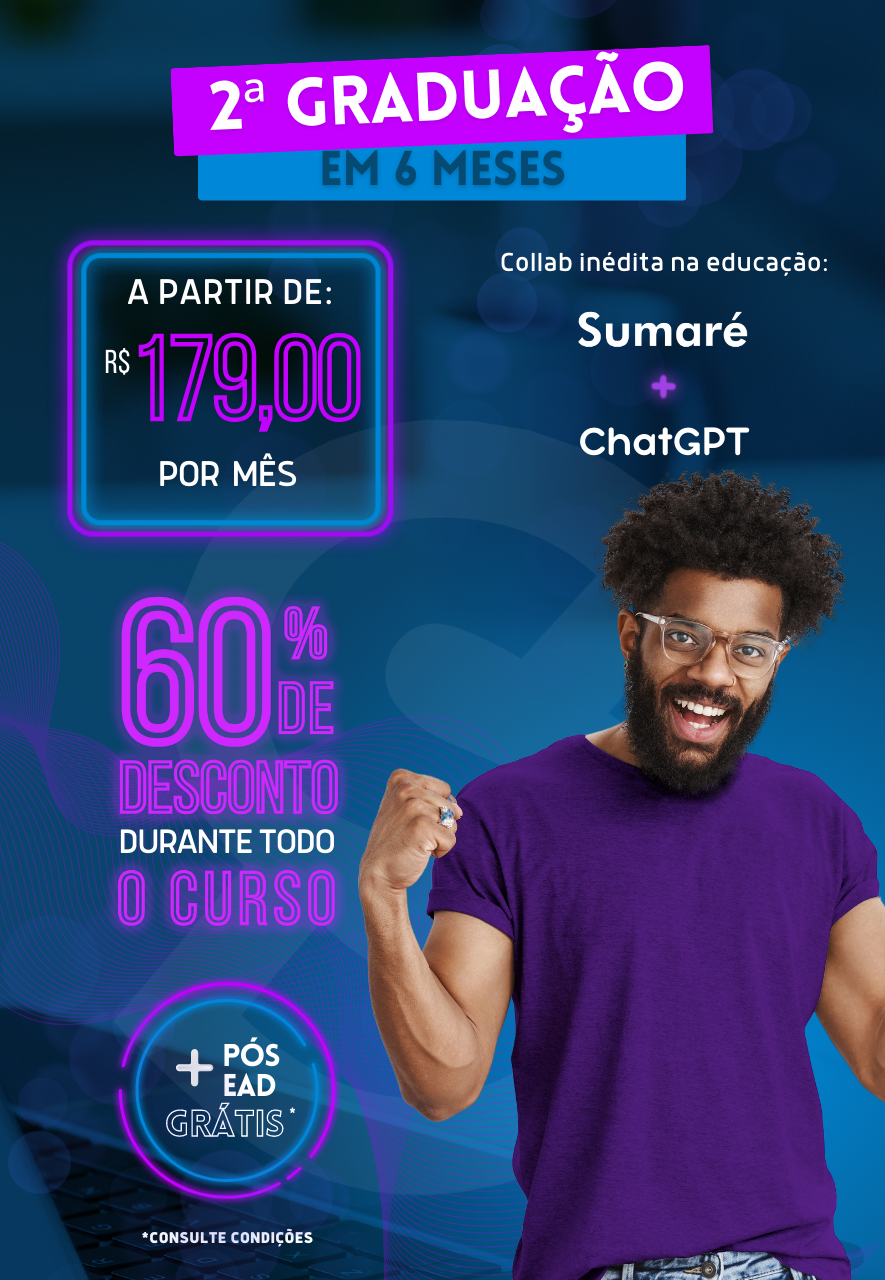 2ª GRADUAÇÃO
EM 6 MESES
A PARTIR DE:
R$ 179,00
POR MÊS
Collab inédita na educação:
Sumaré
+
ChatGPT
60%
DE
DESCONTO
DURANTE TODO
O CURSO
+ PÓS
EAD
GRÁTIS*
*CONSULTE CONDIÇÕES